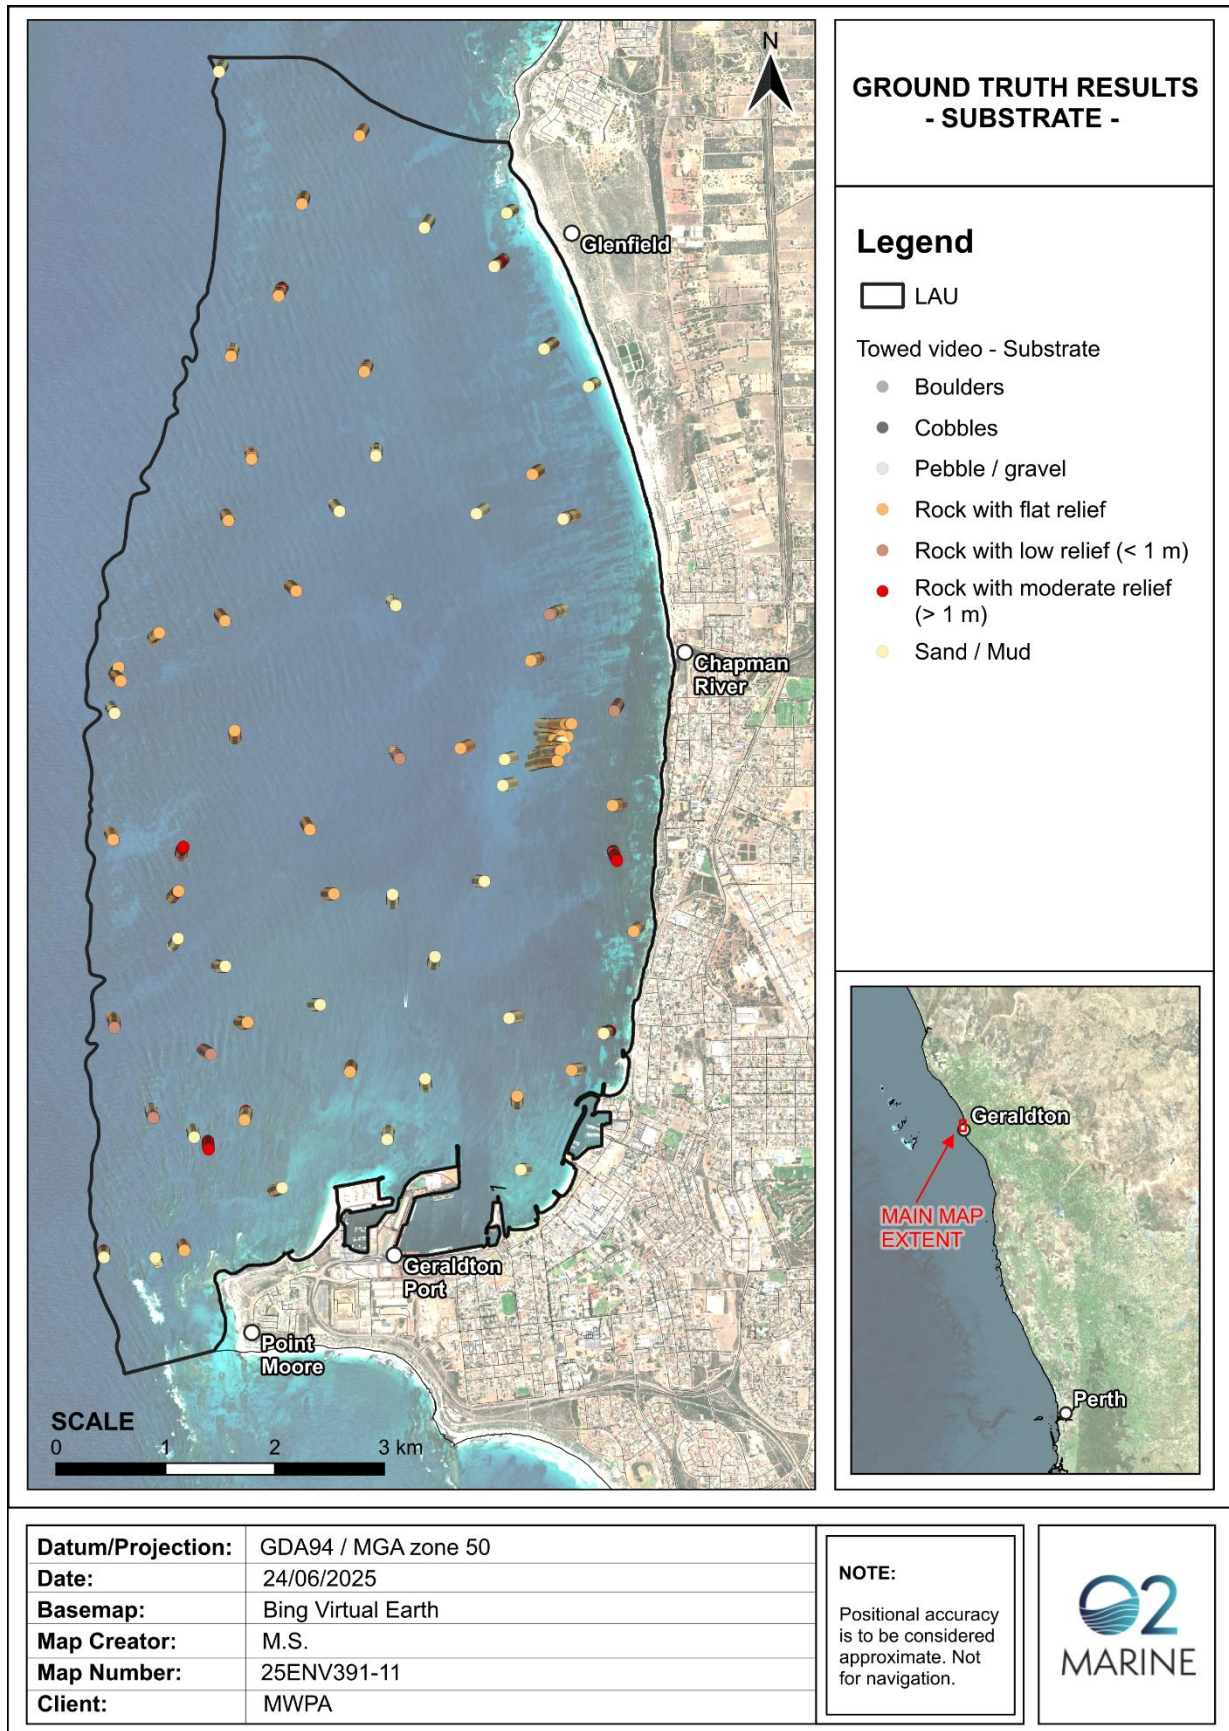 GROUND TRUTH RESULTS
- SUBSTRATE -
Legend
LAU
Towed video - Substrate
Boulders
Cobbles
Pebble / gravel
Rock with flat relief
Rock with low relief (< 1 m)
Rock with moderate relief
(> 1 m)
Sand / Mud
N
Glenfield
Chapman
River
Geraldton
Port
Point
Moore
SCALE
0 1 2 3 km
Geraldton
MAIN MAP
EXTENT
Perth
Datum/Projection: GDA94 / MGA zone 50
Date: 24/06/2025
Basemap: Bing Virtual Earth
Map Creator: M.S.
Map Number: 25ENV391-11
Client: MWPA
NOTE:
Positional accuracy
is to be considered
approximate. Not
for navigation.
O2
MARINE